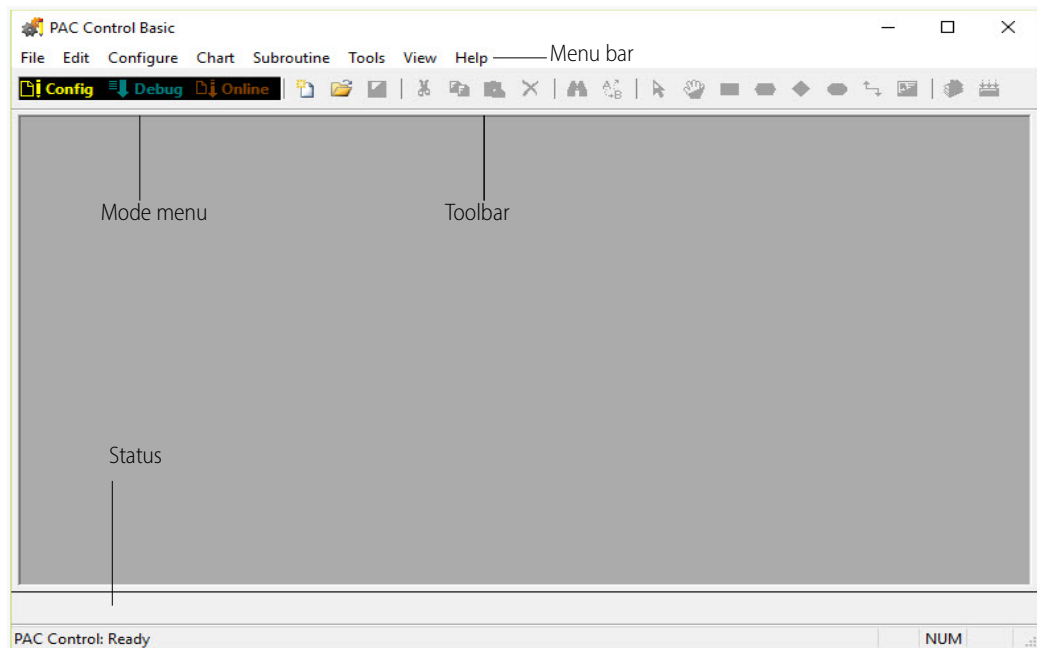 PAC Control Basic
File Edit Configure Chart Subroutine Tools View Help Menu bar
Config Debug Online
Mode menu Toolbar
Status
PAC Control: Ready NUM